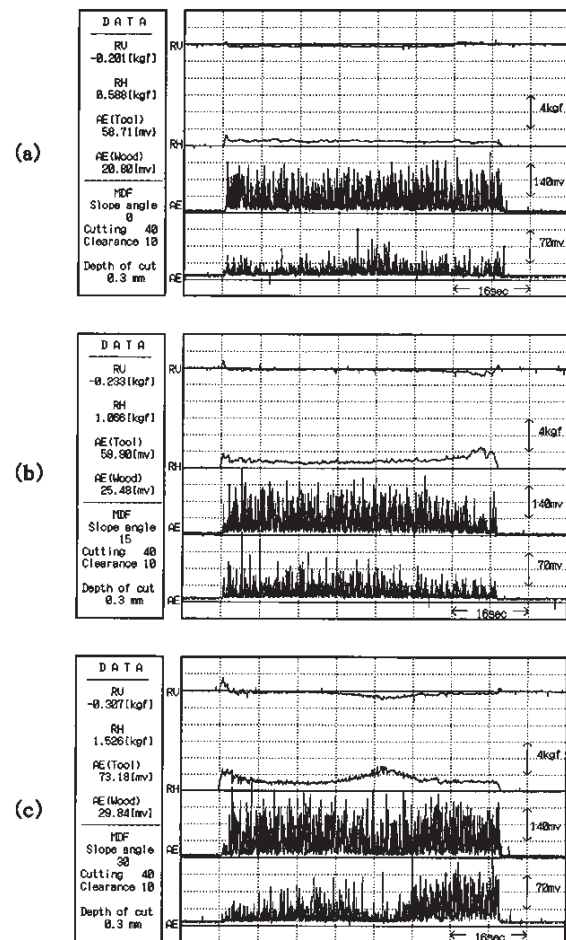 (a)
DATA
RV
-0.201[kgf]
RH
0.588[kgf]
AE(Tool)
58.71[mv]
AE(Wood)
20.80[mv]
MDF
Slope angle
0
Cutting 40
Clearance 10
Depth of cut
0.3 mm
RV
RH
AE
AE
4kgf
140mv
70mv
16sec
(b)
DATA
RV
-0.233[kgf]
RH
1.066[kgf]
AE(Tool)
58.90[mv]
AE(Wood)
25.48[mv]
MDF
Slope angle
15
Cutting 40
Clearance 10
Depth of cut
0.3 mm
RV
RH
AE
AE
4kgf
140mv
70mv
16sec
(c)
DATA
RV
-0.307[kgf]
RH
1.526[kgf]
AE(Tool)
73.18[mv]
AE(Wood)
29.84[mv]
MDF
Slope angle
30
Cutting 40
Clearance 10
Depth of cut
0.3 mm
RV
RH
AE
AE
4kgf
140mv
70mv
16sec